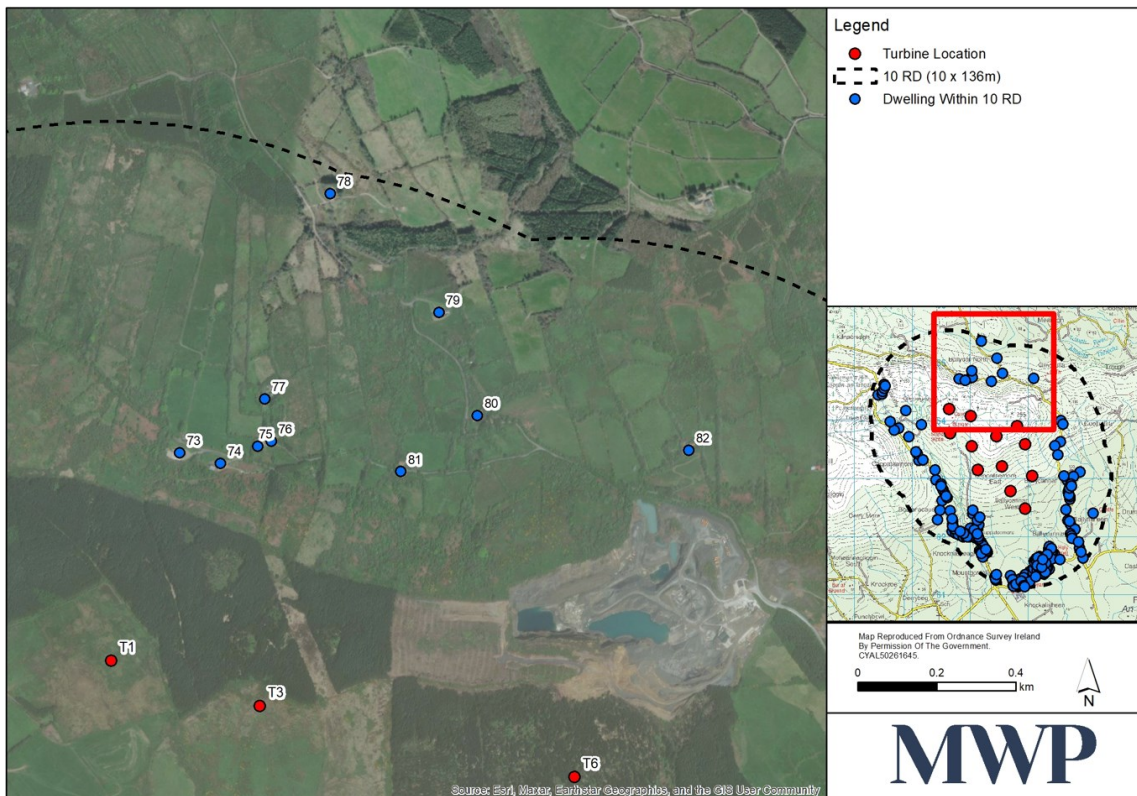 78
79
77
80
76
75
73
74
81
82
T1
T3
T6
Source: Esri, Maxar, Earthstar Geographics, and the GIS User Community
Legend
Turbine Location
10 RD (10 x 136m)
Dwelling Within 10 RD
Map Reproduced From Ordnance Survey Ireland
By Permission Of The Government.
CYAL50261645.
0 0.2 0.4
km
N
MWP